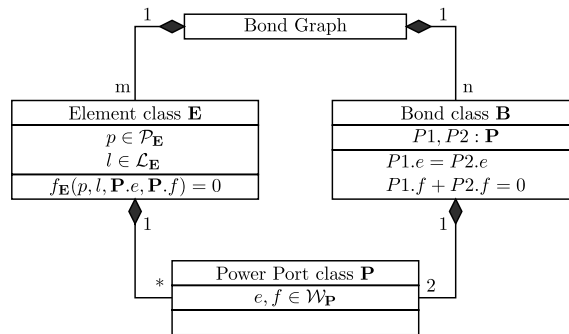 1 Bond Graph 1
m n
Element class E
p ∈ P_E
l ∈ L_E
f_E(p, l, P.e, P.f) = 0
Bond class B
P1, P2 : P
P1.e = P2.e
P1.f + P2.f = 0
1 1
* 2
Power Port class P
e, f ∈ W_P